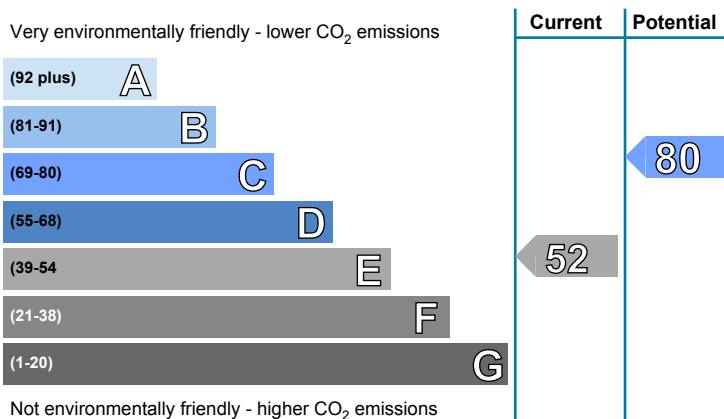 Current Potential
Very environmentally friendly - lower CO2 emissions
(92 plus) A
(81-91) B
(69-80) C
80
(55-68) D
(39-54 E
52
(21-38) F
(1-20) G
Not environmentally friendly - higher CO2 emissions